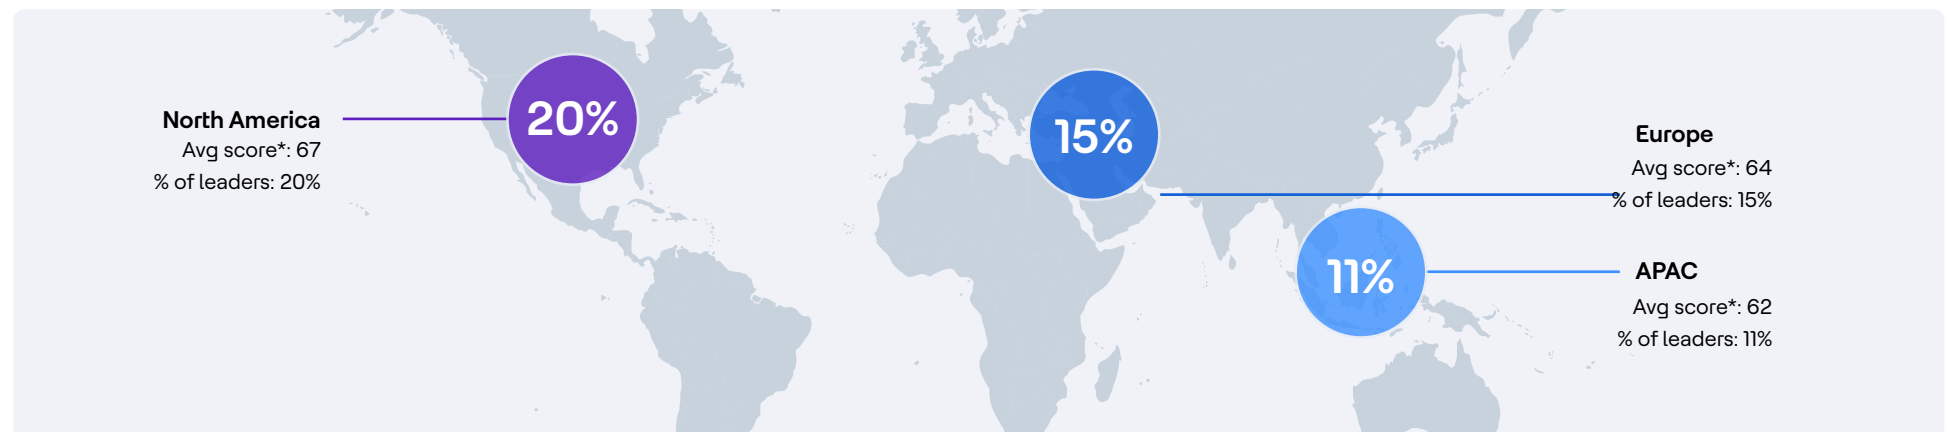 North America
Avg score*: 67
% of leaders: 20%
20%
15%
Europe
Avg score*: 64
% of leaders: 15%
11%
APAC
Avg score*: 62
% of leaders: 11%